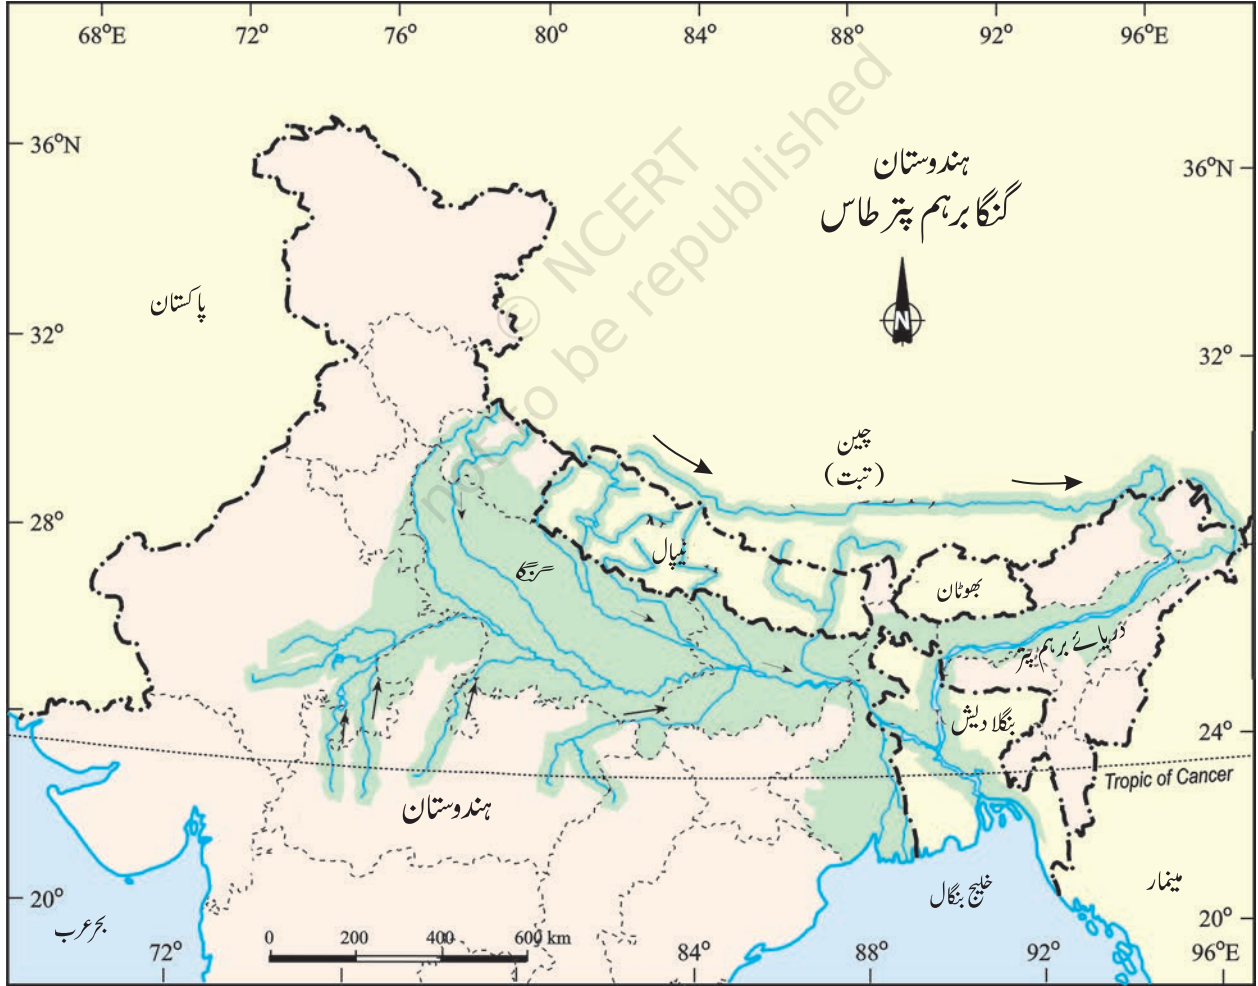 68°E 72° 76° 80° 84° 88° 92° 96°E
36°N
36°N
ہندوستان
گنگا برہم پتر طاس
© NCERT
not to be republished
N
پاکستان
32°
32°
چین
(تبت)
28°
28°
نیپال
گنگا
بھوٹان
دریائے برہم پتر
بنگلا دیش
24°
Tropic of Cancer
ہندوستان
مینمار
خلیج بنگال
20°
20°
بحر عرب
0 200 400 600 km
72° 84° 88° 92° 96°E